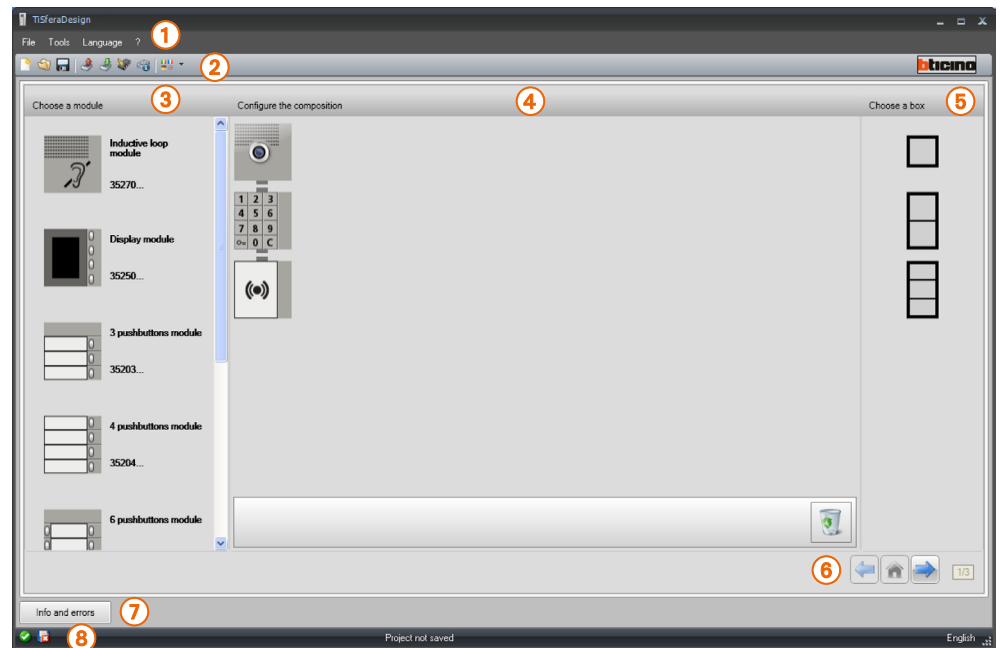 TiSferaDesign
File Tools Language ?
1
2
bticino
Choose a module
3
Configure the composition
4
Choose a box
5
Inductive loop
module
35270...
Display module
35250...
3 pushbuttons module
35203...
4 pushbuttons module
35204...
6 pushbuttons module
1 2 3
4 5 6
7 8 9
0 C
6
1/3
Info and errors
7
8
Project not saved
English